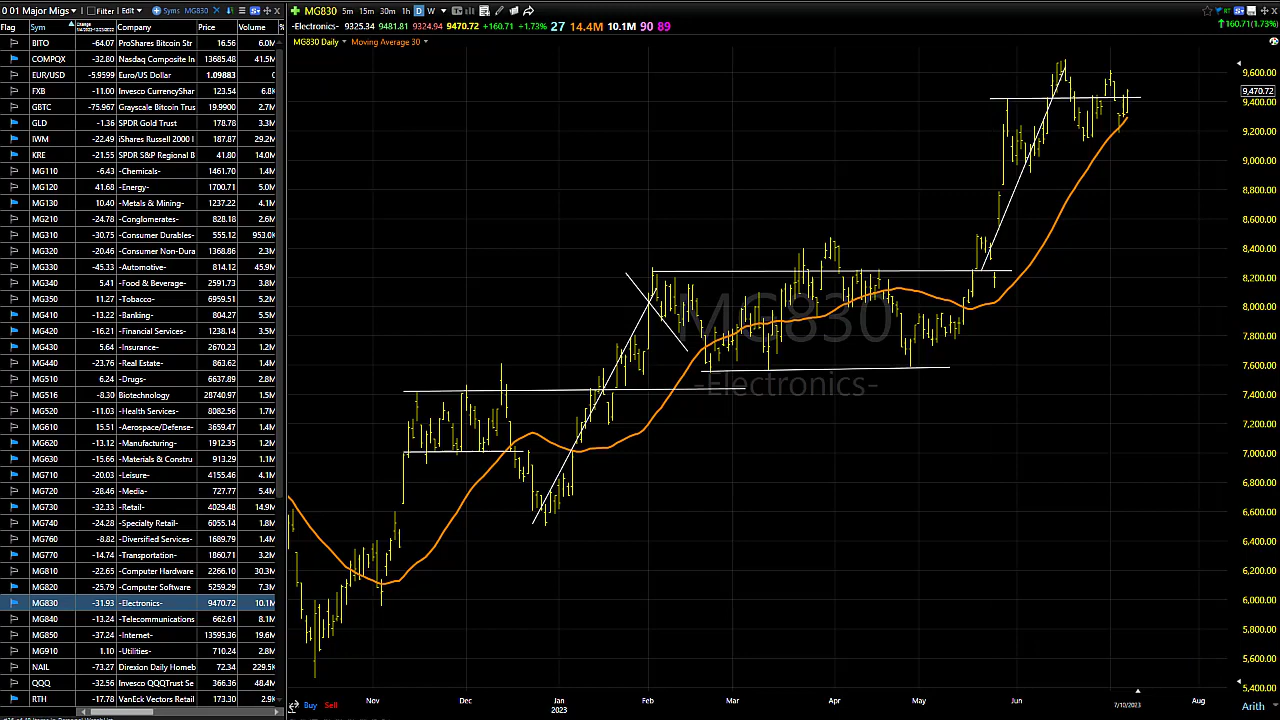 0 01 Major Migs Filter Edit Syms MG830
MG830 5m 15m 30m 1h D W
RT 160.71(1.73%)
Flag Sym Change Company Price Volume %
-Electronics- 9325.34 9481.81 9324.94 9470.72 +160.71 +1.73% 27 14.4M 10.1M 90 89
MG830 Daily Moving Average 30
BITO -64.07 ProShares Bitcoin Str 16.56 6.0M
COMPQX -32.80 Nasdaq Composite In 13685.48 41.5M
EUR/USD -5.9599 Euro/US Dollar 1.09883
FXB -11.00 Invesco CurrencyShar 123.54 6.8K
GBTC -75.967 Grayscale Bitcoin Trus 19.9900 2.7M
GLD -1.36 SPDR Gold Trust 178.78 3.3M
IWM -22.49 iShares Russell 2000 I 187.87 29.2M
KRE -21.55 SPDR S&P Regional B 41.80 14.0M
MG110 -6.43 -Chemicals- 1461.70 1.4M
MG120 41.68 -Energy- 1700.71 5.0M
MG130 10.40 -Metals & Mining- 1237.22 4.1M
MG210 -24.78 -Conglomerates- 828.18 2.6M
MG310 -30.75 -Consumer Durables- 555.12 953.0K
MG320 -20.46 -Consumer Non-Dura 1368.86 2.3M
MG330 -45.33 -Automotive- 814.12 45.9M
MG340 5.41 -Food & Beverage- 2591.73 3.8M
MG350 11.27 -Tobacco- 6959.51 5.2M
MG410 -13.22 -Banking- 804.27 5.5M
MG420 -16.21 -Financial Services- 1238.14 3.5M
MG430 5.64 -Insurance- 2670.23 1.2M
MG440 -23.76 -Real Estate- 863.62 1.4M
MG510 6.24 -Drugs- 6637.89 2.8M
MG516 -8.30 Biotechnology 28740.97 1.5M
MG520 -11.03 -Health Services- 8082.56 1.7M
MG610 15.51 -Aerospace/Defense- 3659.47 1.4M
MG620 -13.12 -Manufacturing- 1912.35 1.2M
MG630 -15.66 -Materials & Constru 913.29 1.1M
MG710 -20.03 -Leisure- 4155.46 4.1M
MG720 -28.46 -Media- 727.77 5.4M
MG730 -32.33 -Retail- 4029.48 14.9M
MG740 -24.28 -Specialty Retail- 6055.14 1.8M
MG760 -8.82 -Diversified Services- 1689.79 1.4M
MG770 -14.74 -Transportation- 1860.71 3.2M
MG810 -22.65 -Computer Hardware 2266.10 30.3M
MG820 -25.79 -Computer Software 5259.29 7.3M
MG830 -31.93 -Electronics- 9470.72 10.1M
MG840 -13.24 -Telecommunications 662.61 8.1M
MG850 -37.24 -Internet- 13595.36 19.6M
MG910 1.10 -Utilities- 710.24 2.8M
NAIL -73.27 Direxion Daily Homeb 72.34 229.5K
QQQ -32.56 Invesco QQQTrust Se 366.36 48.4M
RTH -17.78 VanEck Vectors Retail 173.30 2.9K
MG830
-Electronics-
9,600.00
9,470.72
9,400.00
9,200.00
9,000.00
8,800.00
8,600.00
8,400.00
8,200.00
8,000.00
7,800.00
7,600.00
7,400.00
7,200.00
7,000.00
6,800.00
6,600.00
6,400.00
6,200.00
6,000.00
5,800.00
5,600.00
5,400.00
Nov Dec Jan Feb Mar Apr May Jun Jul Aug
2023
Buy Sell
7/10/2023
Arith